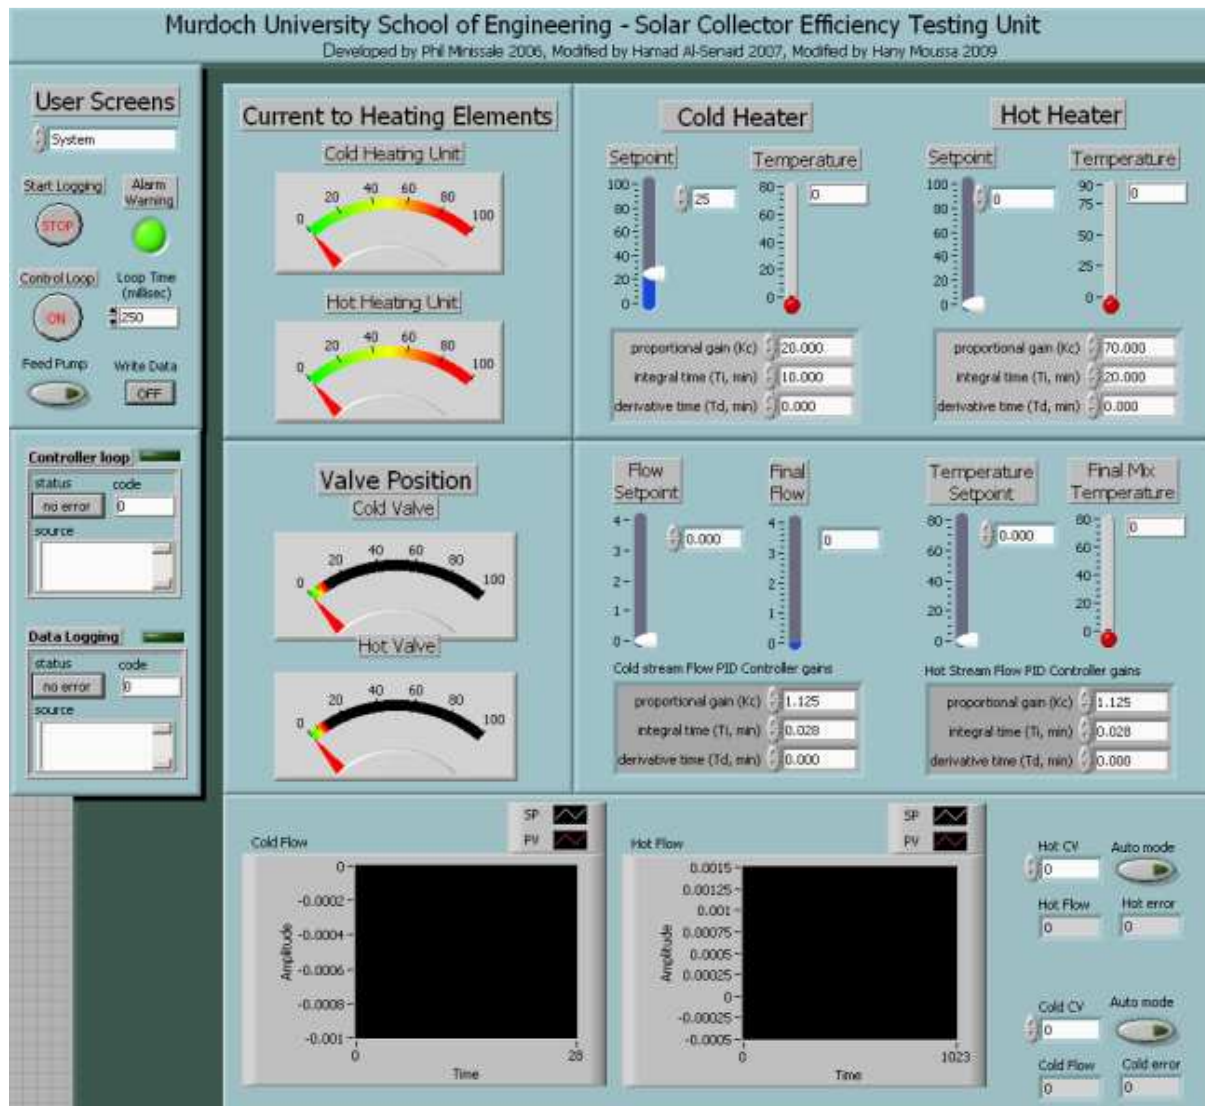 Murdoch University School of Engineering - Solar Collector Efficiency Testing Unit
Developed by Phil Minissale 2006, Modified by Hamad Al-Senaid 2007, Modified by Hany Moussa 2009
User Screens
System
Start Logging
Alarm Warning
STOP
Control Loop
Loop Time (millisec)
ON
250
Feed Pump
Write Data
OFF
Controller loop
status
code
no error
0
source
Data Logging
status
code
no error
0
source
Current to Heating Elements
Cold Heating Unit
0 20 40 60 80 100
Hot Heating Unit
0 20 40 60 80 100
Cold Heater
Setpoint
Temperature
100
80
60
40
20
0
25
80
60
40
20
0
0
proportional gain (Kc) 20.000
integral time (Ti, min) 10.000
derivative time (Td, min) 0.000
Hot Heater
Setpoint
Temperature
100
80
60
40
20
0
0
90
75
50
25
0
0
proportional gain (Kc) 70.000
integral time (Ti, min) 20.000
derivative time (Td, min) 0.000
Valve Position
Cold Valve
0 20 40 60 80 100
Hot Valve
0 20 40 60 80 100
Flow Setpoint
Final Flow
4
3
2
1
0
0.000
4
3
2
1
0
0
Cold stream Flow PID Controller gains
proportional gain (Kc) 1.125
integral time (Ti, min) 0.028
derivative time (Td, min) 0.000
Temperature Setpoint
Final Mix Temperature
80
60
40
20
0
0.000
80
60
40
20
0
0
Hot Stream Flow PID Controller gains
proportional gain (Kc) 1.125
integral time (Ti, min) 0.028
derivative time (Td, min) 0.000
Cold Flow
SP
PV
0
-0.0002
-0.0004
-0.0006
-0.0008
-0.001
Amplitude
0 28
Time
Hot Flow
SP
PV
0.0015
0.00125
0.001
0.00075
0.0005
0.00025
0
-0.00025
-0.0005
Amplitude
0 1023
Time
Hot CV
Auto mode
0
Hot Flow
Hot error
0
0
Cold CV
Auto mode
0
Cold Flow
Cold error
0
0